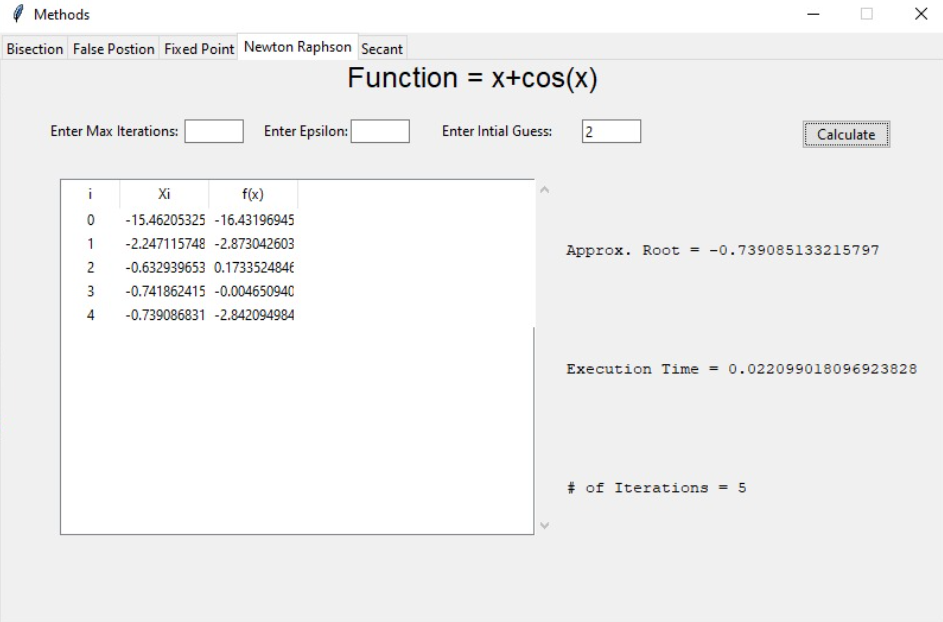 Methods
Bisection False Postion Fixed Point Newton Raphson Secant
Function = x+cos(x)
Enter Max Iterations: Enter Epsilon: Enter Intial Guess: 2 Calculate
i Xi f(x)
0 -15.46205325 -16.43196945
1 -2.247115748 -2.873042603
2 -0.632939653 0.1733524846
3 -0.741862415 -0.004650940
4 -0.739086831 -2.842094984
Approx. Root = -0.739085133215797
Execution Time = 0.022099018096923828
# of Iterations = 5